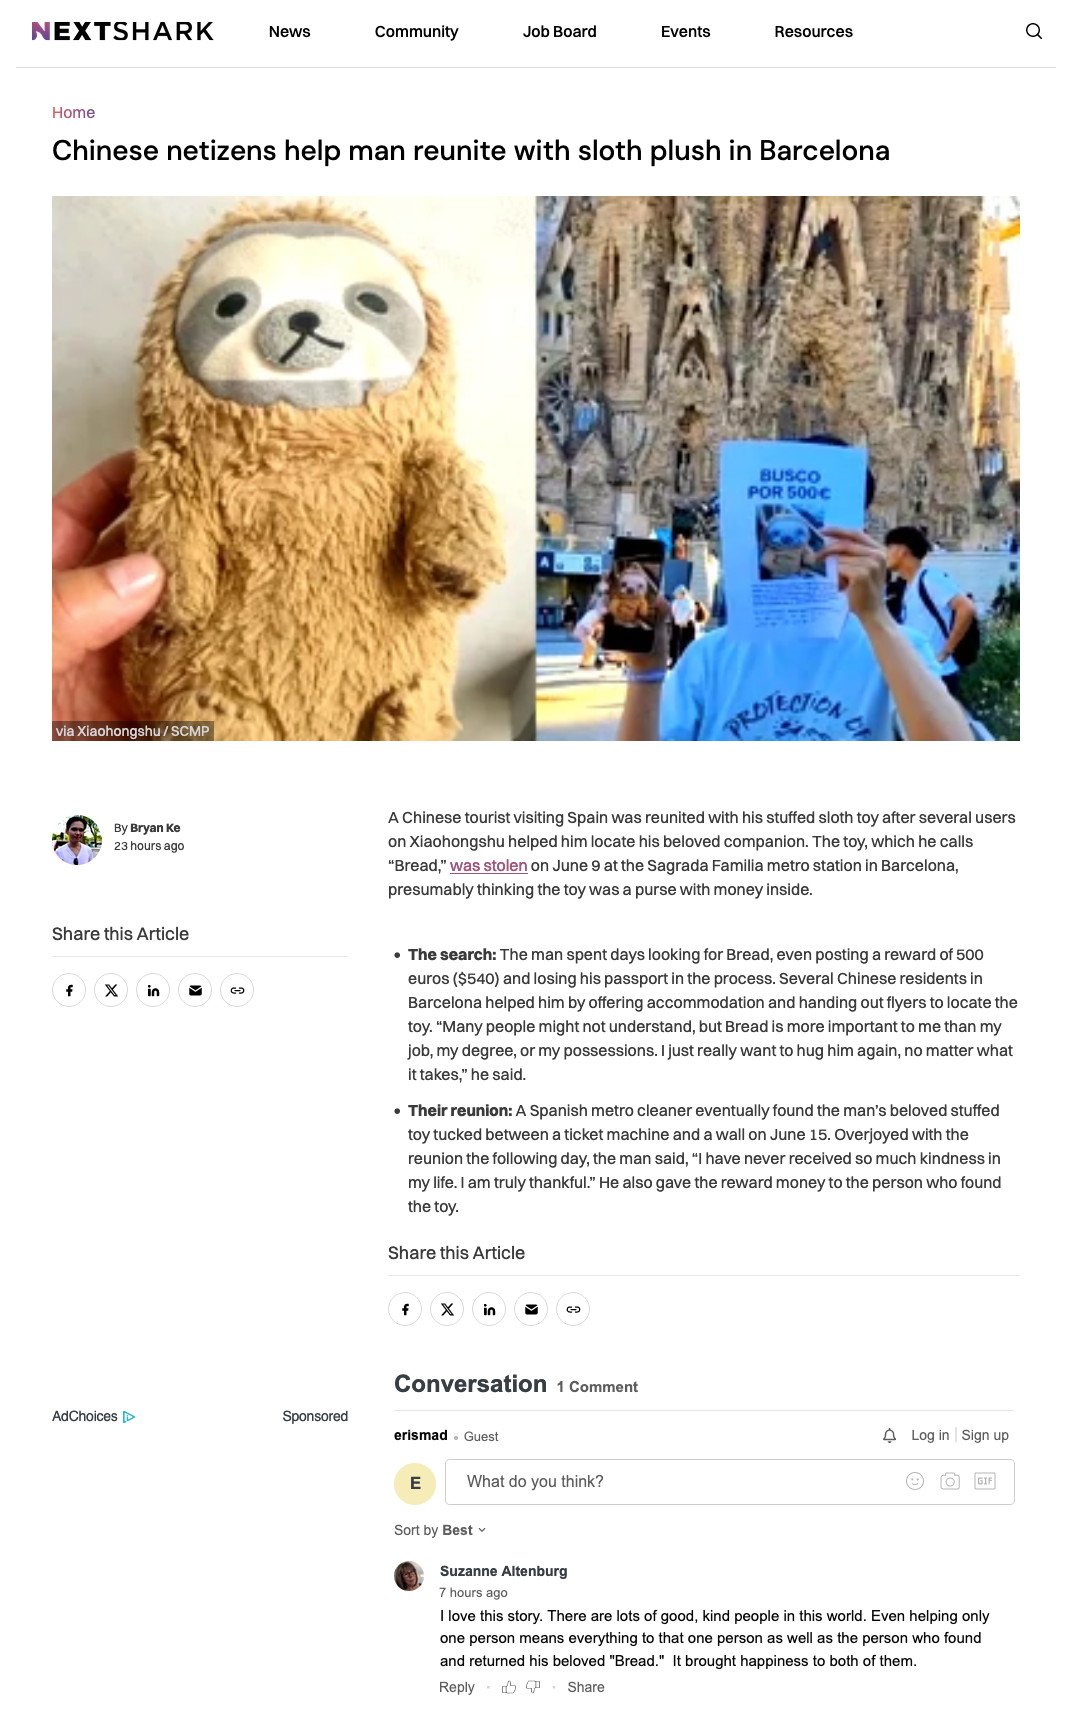 NEXTSHARK
News
Community
Job Board
Events
Resources
Home
Chinese netizens help man reunite with sloth plush in Barcelona
BUSCO
POR 500€
A
PROTECTION OF
via Xiaohongshu / SCMP
By Bryan Ke
23 hours ago
Share this Article
A Chinese tourist visiting Spain was reunited with his stuffed sloth toy after several users
on Xiaohongshu helped him locate his beloved companion. The toy, which he calls
“Bread,” was stolen on June 9 at the Sagrada Familia metro station in Barcelona,
presumably thinking the toy was a purse with money inside.
• The search: The man spent days looking for Bread, even posting a reward of 500
euros ($540) and losing his passport in the process. Several Chinese residents in
Barcelona helped him by offering accommodation and handing out flyers to locate the
toy. “Many people might not understand, but Bread is more important to me than my
job, my degree, or my possessions. I just really want to hug him again, no matter what
it takes,” he said.
• Their reunion: A Spanish metro cleaner eventually found the man’s beloved stuffed
toy tucked between a ticket machine and a wall on June 15. Overjoyed with the
reunion the following day, the man said, “I have never received so much kindness in
my life. I am truly thankful.” He also gave the reward money to the person who found
the toy.
Share this Article
Conversation 1 Comment
AdChoices
Sponsored
erismad • Guest
Log in | Sign up
E
What do you think?
GIF
Sort by Best
Suzanne Altenburg
7 hours ago
I love this story. There are lots of good, kind people in this world. Even helping only
one person means everything to that one person as well as the person who found
and returned his beloved "Bread." It brought happiness to both of them.
Reply
Share